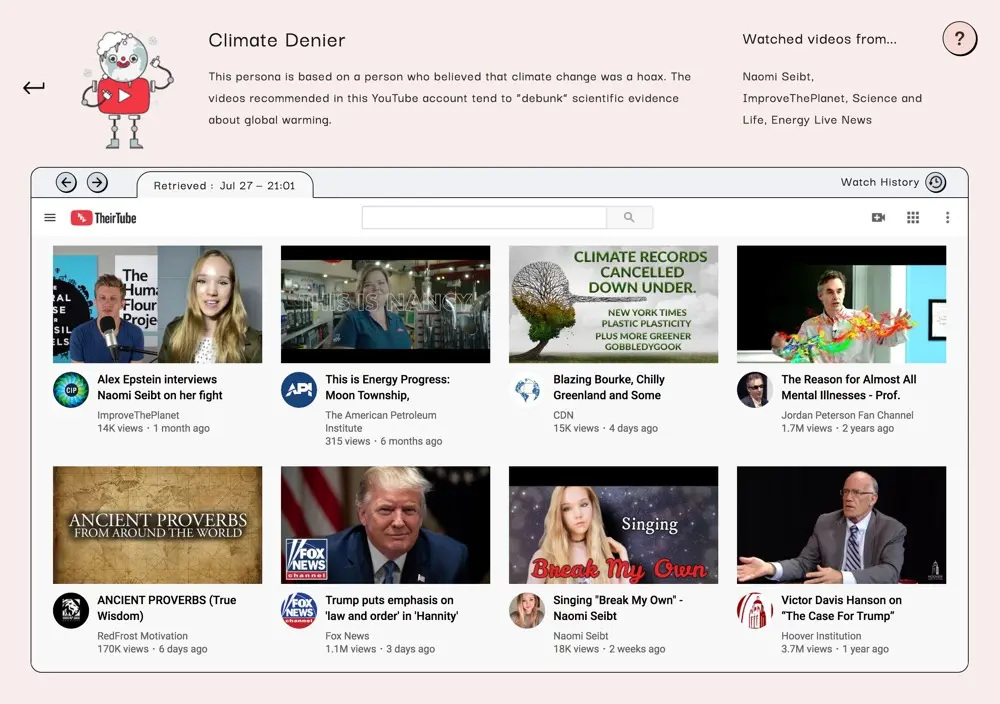 Climate Denier
This persona is based on a person who believed that climate change was a hoax. The
videos recommended in this YouTube account tend to "debunk" scientific evidence
about global warming.
Watched videos from...
Naomi Seibt,
ImproveThePlanet, Science and
Life, Energy Live News
?
Retrieved : Jul 27 – 21:01
Watch History
TheirTube
The
Human
Flour
Proje
RAL
SE
SIL
ELS
THIS IS NANCY
CLIMATE RECORDS
CANCELLED
DOWN UNDER.
NEW YORK TIMES
PLASTIC PLASTICITY
PLUS MORE GREENER
GOBBLEDYGOOK
CIP
Alex Epstein interviews
Naomi Seibt on her fight
ImproveThePlanet
14K views · 1 month ago
API
This is Energy Progress:
Moon Township,
The American Petroleum
Institute
315 views · 6 months ago
Blazing Bourke, Chilly
Greenland and Some
CDN
15K views · 4 days ago
The Reason for Almost All
Mental Illnesses - Prof.
Jordan Peterson Fan Channel
1.7M views · 2 years ago
ANCIENT PROVERBS
FROM AROUND THE WORLD
FOX
NEWS
channel
Singing
Break My Own
ANCIENT PROVERBS (True
Wisdom)
RedFrost Motivation
170K views · 6 days ago
FOX
NEWS
channel
Trump puts emphasis on
'law and order' in 'Hannity'
Fox News
1.1M views · 3 days ago
Singing "Break My Own" -
Naomi Seibt
Naomi Seibt
18K views · 2 weeks ago
Victor Davis Hanson on
"The Case For Trump"
Hoover Institution
3.7M views · 1 year ago